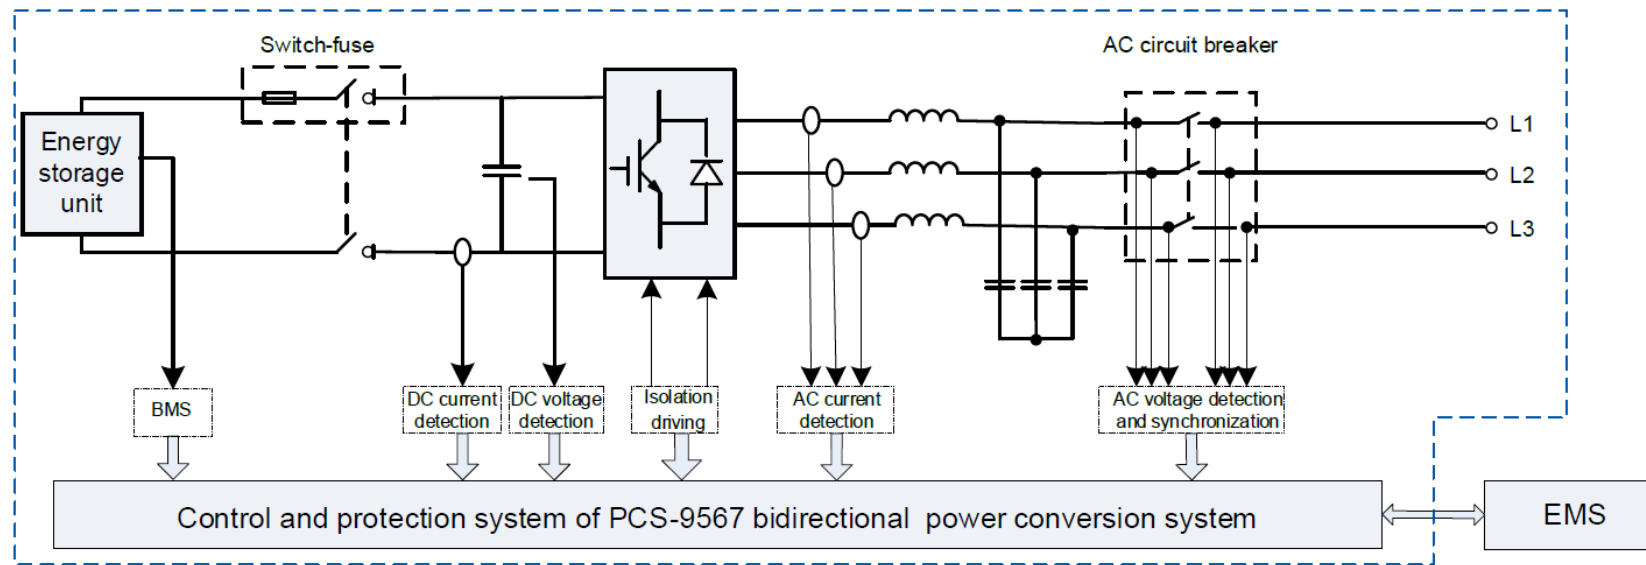 Switch-fuse
AC circuit breaker
Energy
storage
unit
L1
L2
L3
BMS
DC current
detection
DC voltage
detection
Isolation
driving
AC current
detection
AC voltage detection
and synchronization
Control and protection system of PCS-9567 bidirectional power conversion system
EMS